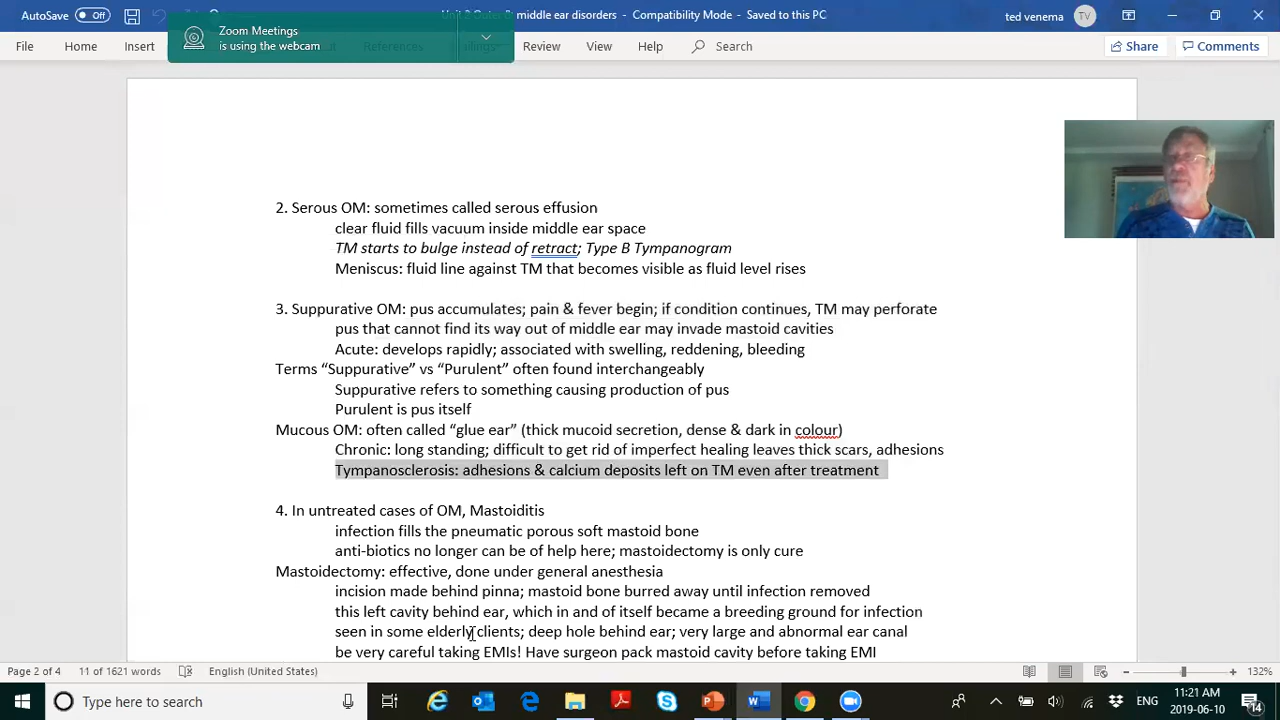 AutoSave Off
Unit 2 Outer & middle ear disorders - Compatibility Mode - Saved to this PC
ted venema TV
Zoom Meetings
is using the webcam
File Home Insert References Mailings Review View Help Search Share Comments
2. Serous OM: sometimes called serous effusion
clear fluid fills vacuum inside middle ear space
TM starts to bulge instead of retract; Type B Tympanogram
Meniscus: fluid line against TM that becomes visible as fluid level rises
3. Suppurative OM: pus accumulates; pain & fever begin; if condition continues, TM may perforate
pus that cannot find its way out of middle ear may invade mastoid cavities
Acute: develops rapidly; associated with swelling, reddening, bleeding
Terms “Suppurative” vs “Purulent” often found interchangeably
Suppurative refers to something causing production of pus
Purulent is pus itself
Mucous OM: often called “glue ear” (thick mucoid secretion, dense & dark in colour)
Chronic: long standing; difficult to get rid of imperfect healing leaves thick scars, adhesions
Tympanosclerosis: adhesions & calcium deposits left on TM even after treatment
4. In untreated cases of OM, Mastoiditis
infection fills the pneumatic porous soft mastoid bone
anti-biotics no longer can be of help here; mastoidectomy is only cure
Mastoidectomy: effective, done under general anesthesia
incision made behind pinna; mastoid bone burred away until infection removed
this left cavity behind ear, which in and of itself became a breeding ground for infection
seen in some elderly clients; deep hole behind ear; very large and abnormal ear canal
be very careful taking EMIs! Have surgeon pack mastoid cavity before taking EMI
Page 2 of 4 11 of 1621 words English (United States) 132%
Type here to search
ENG
11:21 AM
2019-06-10
14